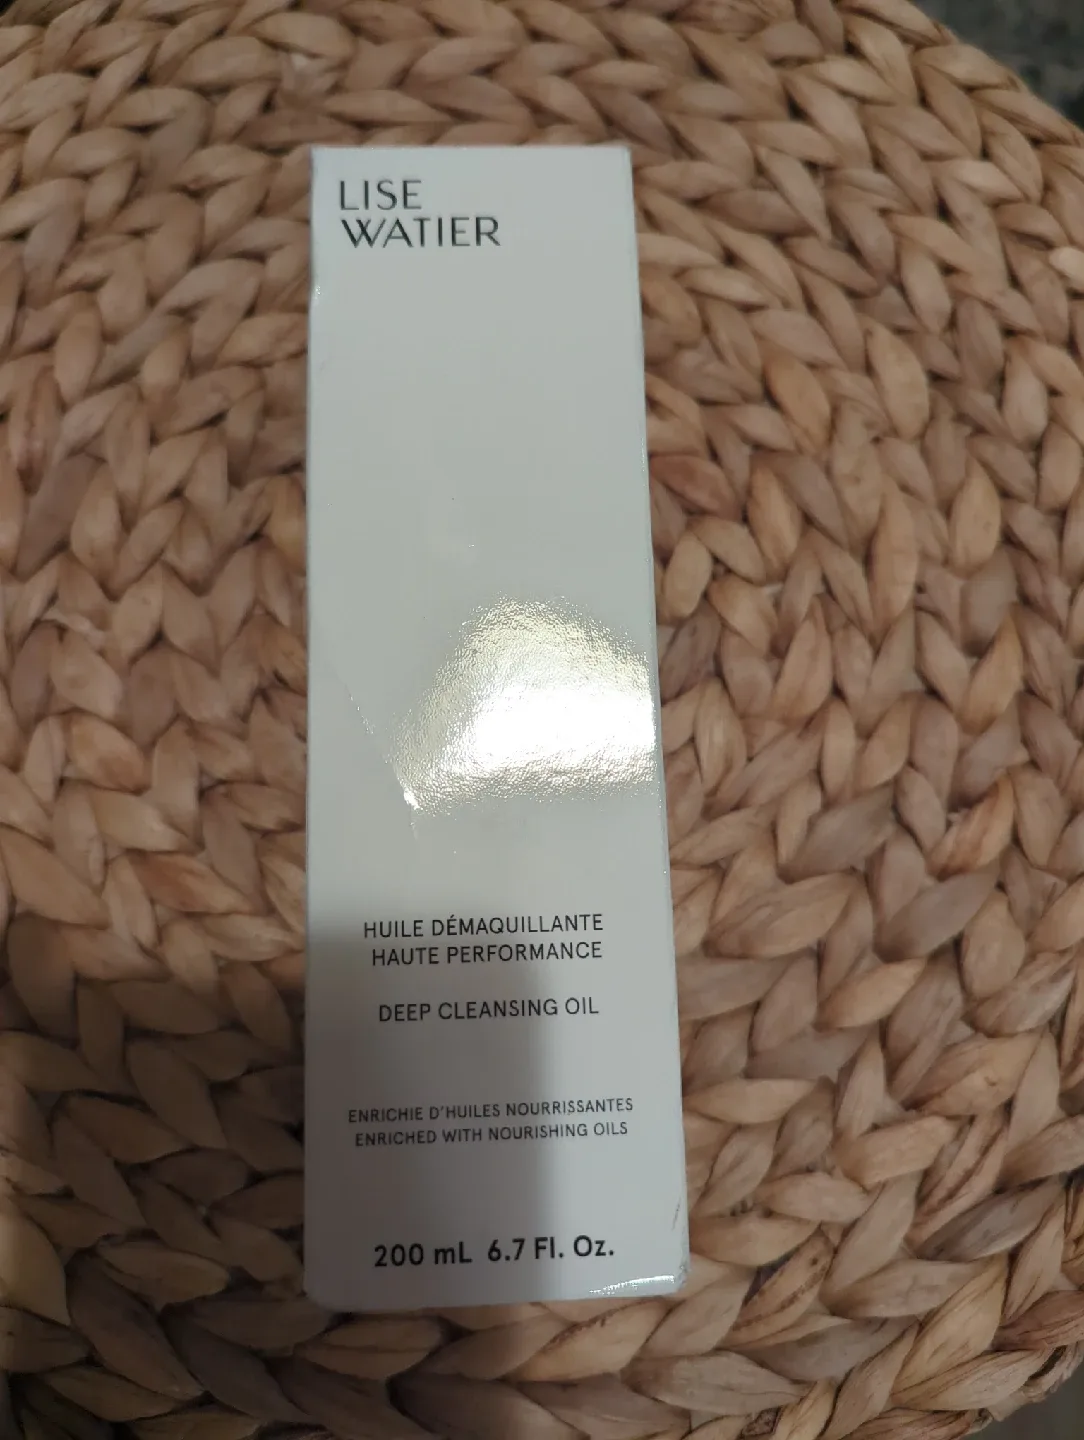 LISE
WATIER
HUILE DÉMAQUILLANTE
HAUTE PERFORMANCE
DEEP CLEANSING OIL
ENRICHIE D'HUILES NOURRISSANTES
ENRICHED WITH NOURISHING OILS
200 mL 6.7 Fl. Oz.